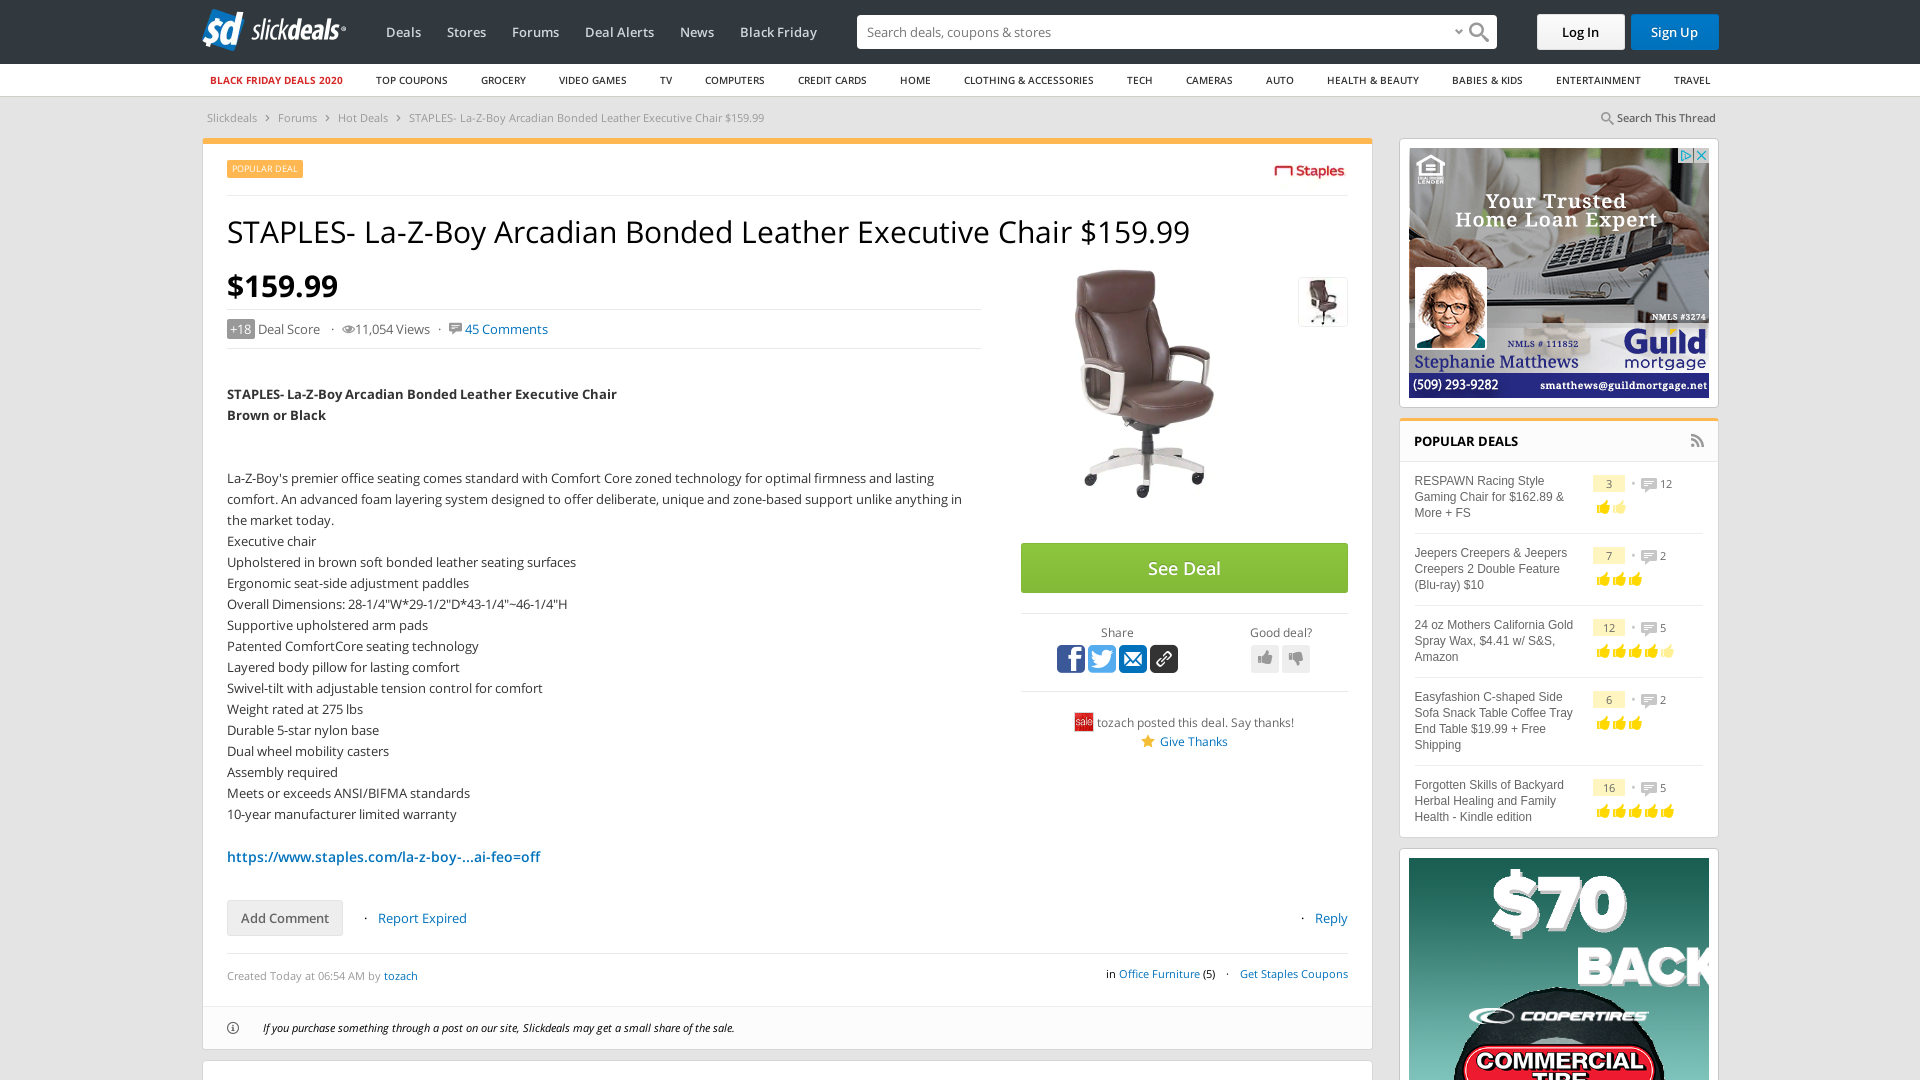 slickdeals
Deals
Stores
Forums
Deal Alerts
News
Black Friday
Search deals, coupons & stores
Log In
Sign Up
BLACK FRIDAY DEALS 2020
TOP COUPONS
GROCERY
VIDEO GAMES
TV
COMPUTERS
CREDIT CARDS
HOME
CLOTHING & ACCESSORIES
TECH
CAMERAS
AUTO
HEALTH & BEAUTY
BABIES & KIDS
ENTERTAINMENT
TRAVEL
Slickdeals › Forums › Hot Deals › STAPLES- La-Z-Boy Arcadian Bonded Leather Executive Chair $159.99
Search This Thread
POPULAR DEAL
Staples
STAPLES- La-Z-Boy Arcadian Bonded Leather Executive Chair $159.99
$159.99
+18 Deal Score · 11,054 Views · 45 Comments
STAPLES- La-Z-Boy Arcadian Bonded Leather Executive Chair
Brown or Black
La-Z-Boy's premier office seating comes standard with Comfort Core zoned technology for optimal firmness and lasting
comfort. An advanced foam layering system designed to offer deliberate, unique and zone-based support unlike anything in
the market today.
Executive chair
Upholstered in brown soft bonded leather seating surfaces
Ergonomic seat-side adjustment paddles
Overall Dimensions: 28-1/4"W*29-1/2"D*43-1/4"~46-1/4"H
Supportive upholstered arm pads
Patented ComfortCore seating technology
Layered body pillow for lasting comfort
Swivel-tilt with adjustable tension control for comfort
Weight rated at 275 lbs
Durable 5-star nylon base
Dual wheel mobility casters
Assembly required
Meets or exceeds ANSI/BIFMA standards
10-year manufacturer limited warranty
https://www.staples.com/la-z-boy-...ai-feo=off
See Deal
Share
Good deal?
sale tozach posted this deal. Say thanks!
Give Thanks
Add Comment · Report Expired
· Reply
Created Today at 06:54 AM by tozach
in Office Furniture (5) · Get Staples Coupons
If you purchase something through a post on our site, Slickdeals may get a small share of the sale.
Your Trusted
Home Loan Expert
NMLS #3274
NMLS # 111852
Guild
mortgage
Stephanie Matthews
(509) 293-9282
smatthews@guildmortgage.net
POPULAR DEALS
RESPAWN Racing Style
Gaming Chair for $162.89 &
More + FS
3 · 12
Jeepers Creepers & Jeepers
Creepers 2 Double Feature
(Blu-ray) $10
7 · 2
24 oz Mothers California Gold
Spray Wax, $4.41 w/ S&S,
Amazon
12 · 5
Easyfashion C-shaped Side
Sofa Snack Table Coffee Tray
End Table $19.99 + Free
Shipping
6 · 2
Forgotten Skills of Backyard
Herbal Healing and Family
Health - Kindle edition
16 · 5
$70
BACK
COOPERTIRES
COMMERCIAL
TIRE